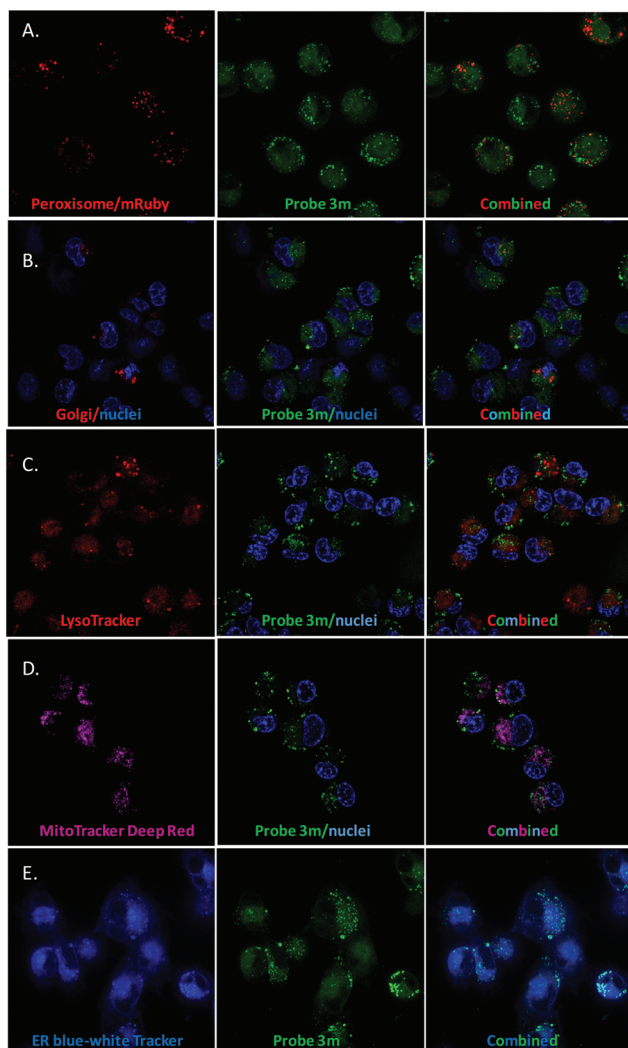 A.
Peroxisome/mRuby
Probe 3m
Combined
B.
Golgi/nuclei
Probe 3m/nuclei
Combined
C.
LysoTracker
Probe 3m/nuclei
Combined
D.
MitoTracker Deep Red
Probe 3m/nuclei
Combined
E.
ER blue-white Tracker
Probe 3m
Combined